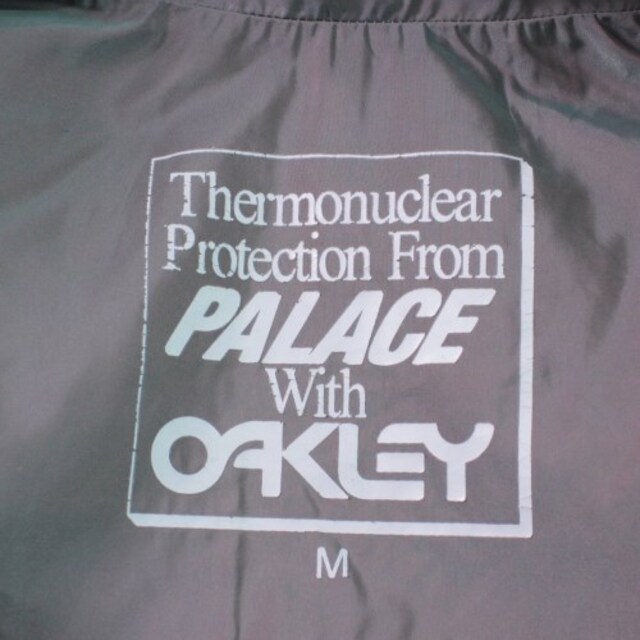 Thermonuclear
Protection From
PALACE
With
OAKLEY
M